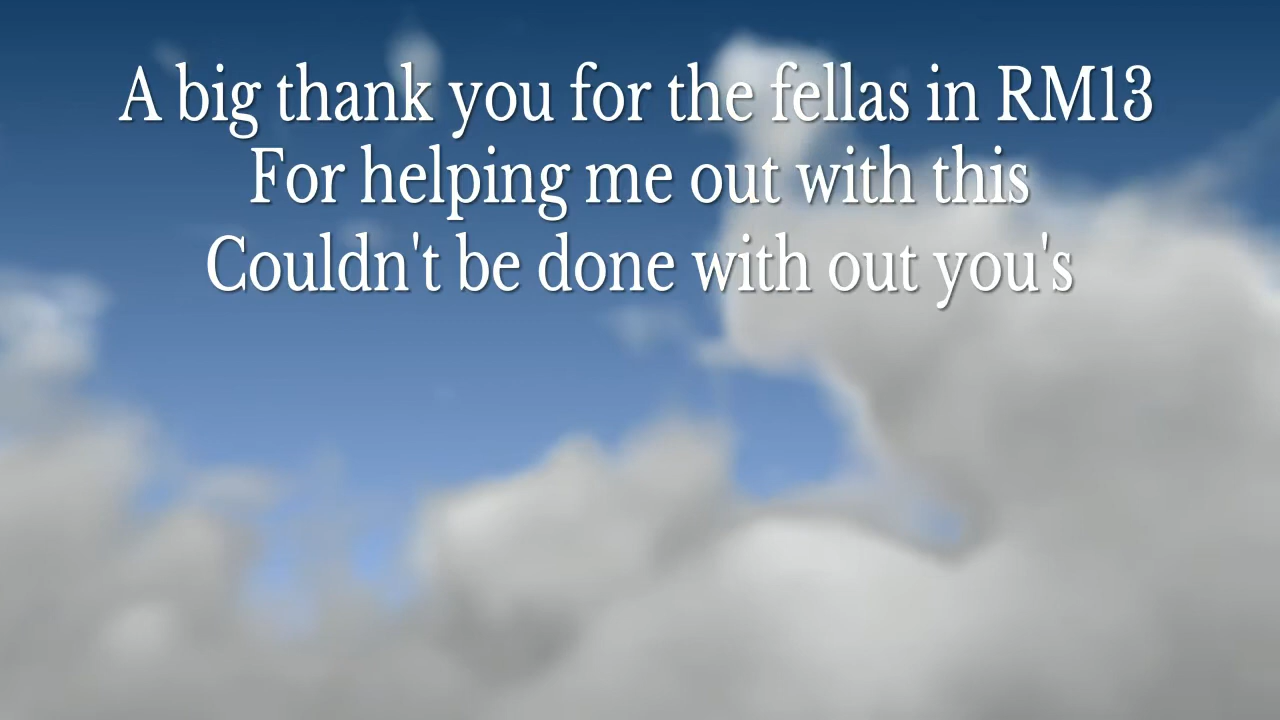 A big thank you for the fellas in RM13
For helping me out with this
Couldn't be done with out you's